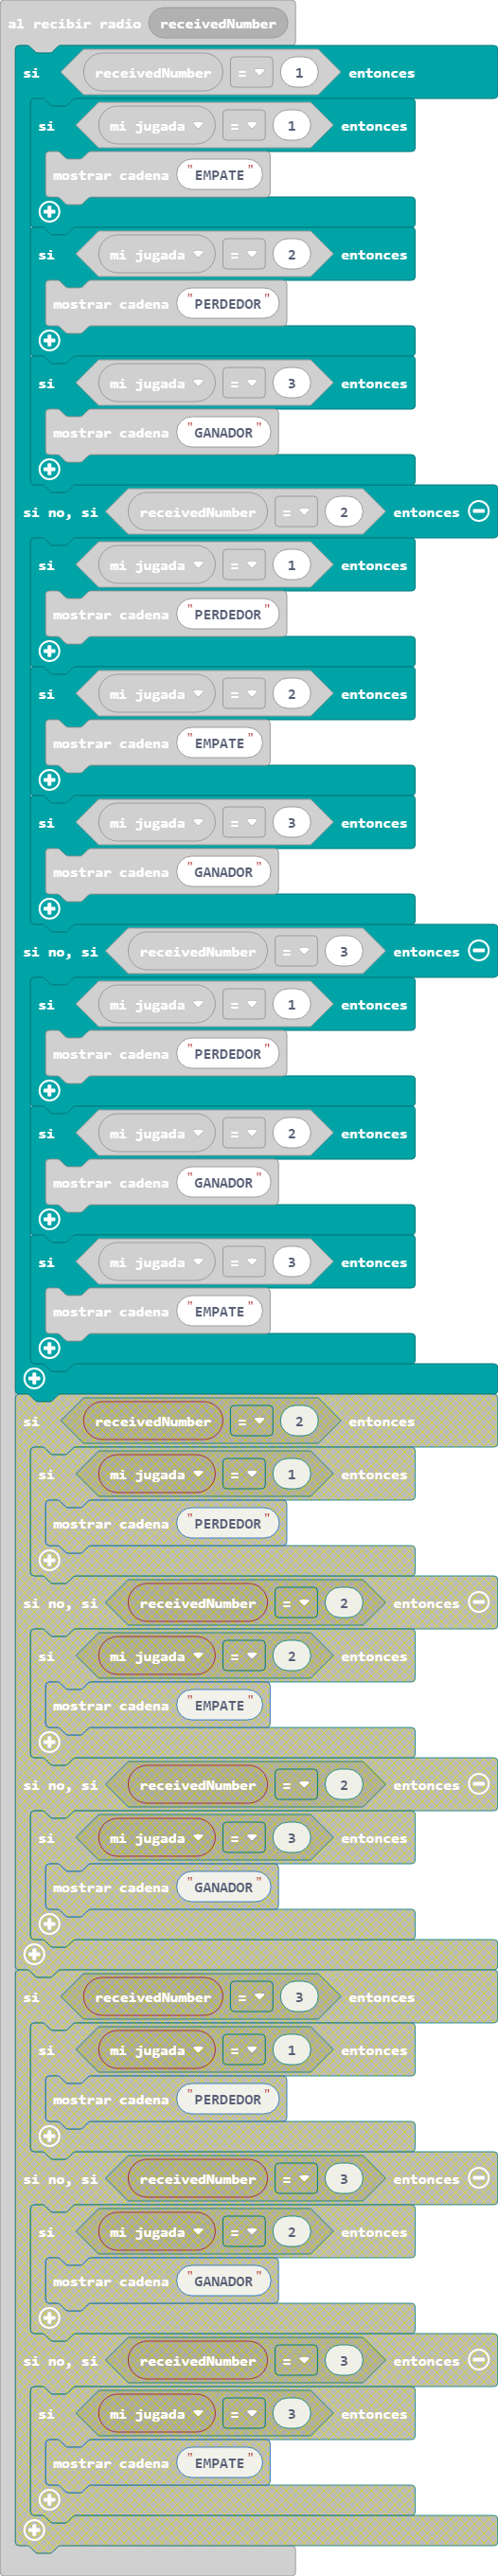 al recibir radio receivedNumber
si receivedNumber = 1 entonces
si mi jugada = 1 entonces
mostrar cadena "EMPATE"
si mi jugada = 2 entonces
mostrar cadena "PERDEDOR"
si mi jugada = 3 entonces
mostrar cadena "GANADOR"
si no, si receivedNumber = 2 entonces
si mi jugada = 1 entonces
mostrar cadena "PERDEDOR"
si mi jugada = 2 entonces
mostrar cadena "EMPATE"
si mi jugada = 3 entonces
mostrar cadena "GANADOR"
si no, si receivedNumber = 3 entonces
si mi jugada = 1 entonces
mostrar cadena "PERDEDOR"
si mi jugada = 2 entonces
mostrar cadena "GANADOR"
si mi jugada = 3 entonces
mostrar cadena "EMPATE"
si receivedNumber = 2 entonces
si mi jugada = 1 entonces
mostrar cadena "PERDEDOR"
si no, si receivedNumber = 2 entonces
si mi jugada = 2 entonces
mostrar cadena "EMPATE"
si no, si receivedNumber = 2 entonces
si mi jugada = 3 entonces
mostrar cadena "GANADOR"
si receivedNumber = 3 entonces
si mi jugada = 1 entonces
mostrar cadena "PERDEDOR"
si no, si receivedNumber = 3 entonces
si mi jugada = 2 entonces
mostrar cadena "GANADOR"
si no, si receivedNumber = 3 entonces
si mi jugada = 3 entonces
mostrar cadena "EMPATE"